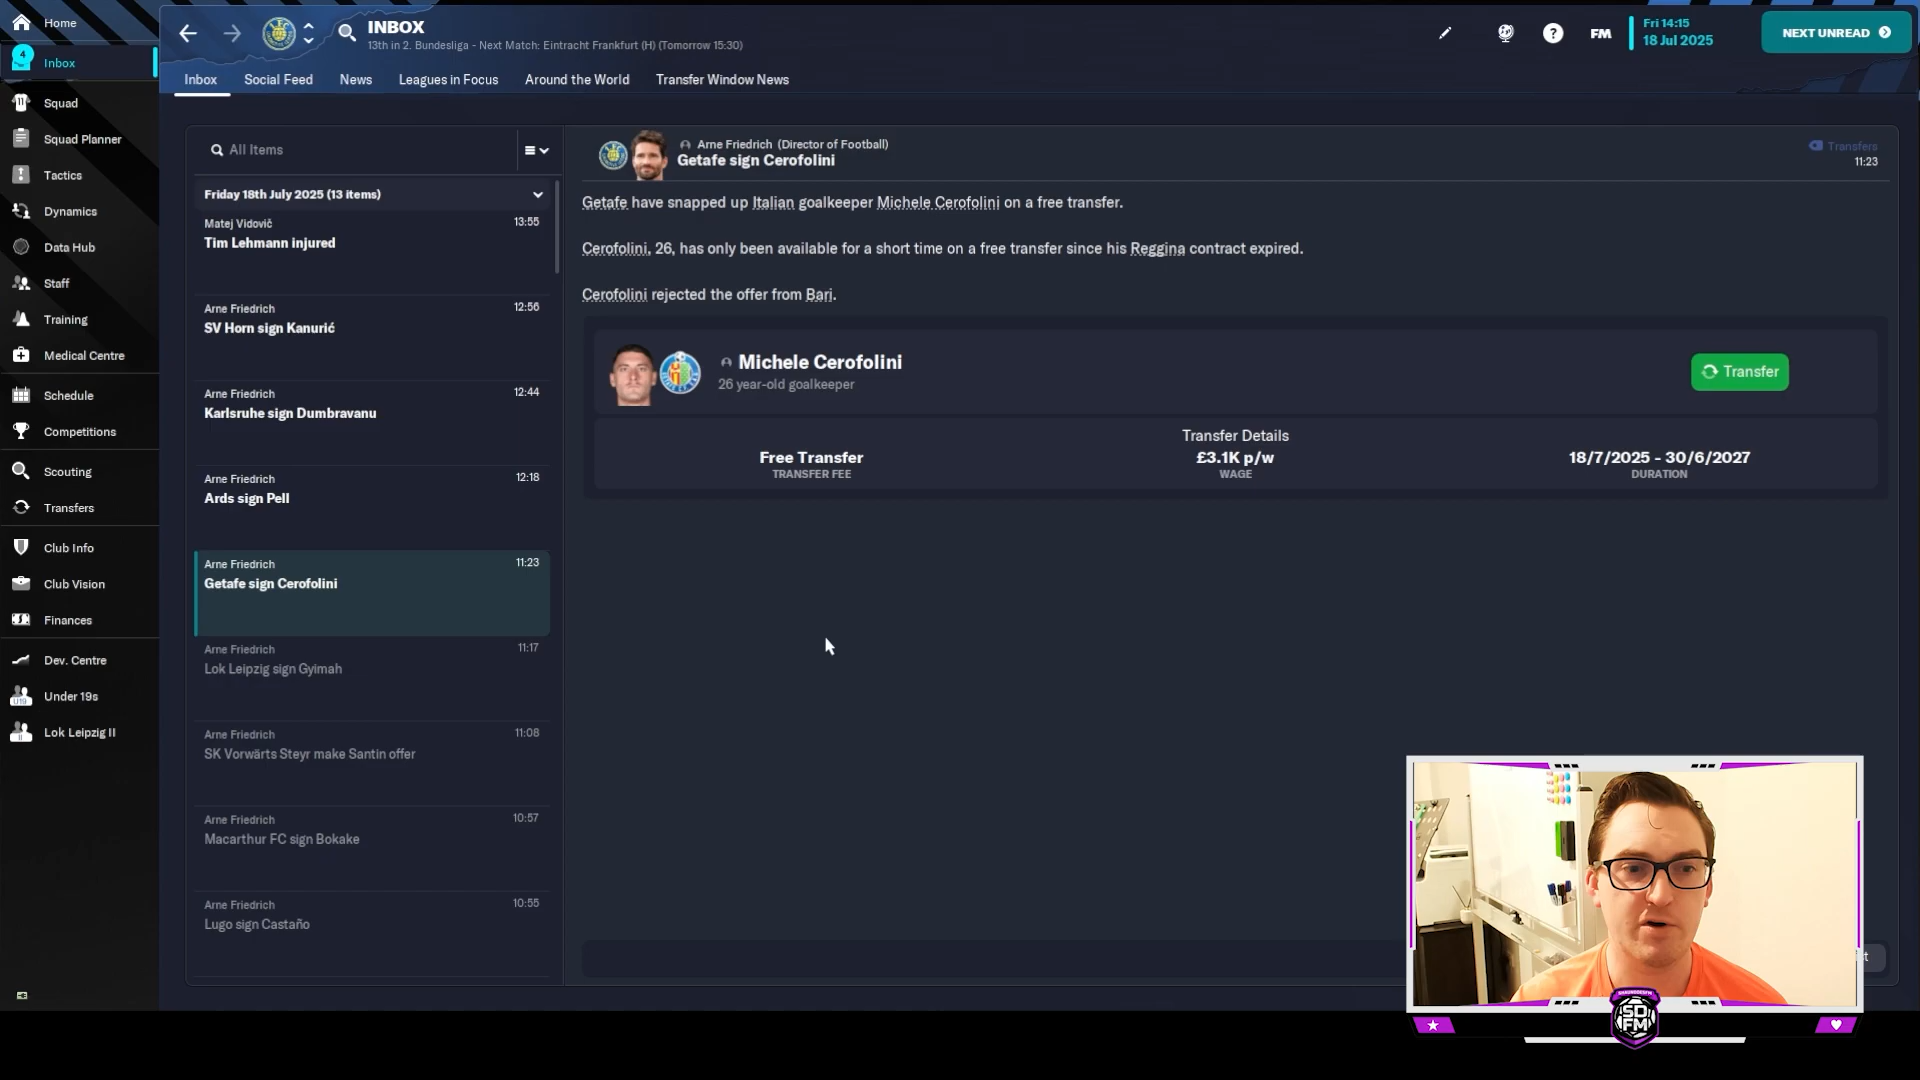 Home
4
Inbox
Squad
Squad Planner
Tactics
Dynamics
Data Hub
Staff
Training
Medical Centre
Schedule
Competitions
Scouting
Transfers
Club Info
Club Vision
Finances
Dev. Centre
U19
Under 19s
II
Lok Leipzig II
INBOX
13th in 2. Bundesliga - Next Match: Eintracht Frankfurt (H) (Tomorrow 15:30)
FM
Fri 14:15
18 Jul 2025
NEXT UNREAD
Inbox
Social Feed
News
Leagues in Focus
Around the World
Transfer Window News
All Items
Friday 18th July 2025 (13 items)
Matej Vidovič 13:55
Tim Lehmann injured
Arne Friedrich 12:56
SV Horn sign Kanurić
Arne Friedrich 12:44
Karlsruhe sign Dumbravanu
Arne Friedrich 12:18
Ards sign Pell
Arne Friedrich 11:23
Getafe sign Cerofolini
Arne Friedrich 11:17
Lok Leipzig sign Gyimah
Arne Friedrich 11:08
SK Vorwärts Steyr make Santin offer
Arne Friedrich 10:57
Macarthur FC sign Bokake
Arne Friedrich 10:55
Lugo sign Castaño
Arne Friedrich (Director of Football)
Getafe sign Cerofolini
Transfers
11:23
Getafe have snapped up Italian goalkeeper Michele Cerofolini on a free transfer.
Cerofolini, 26, has only been available for a short time on a free transfer since his Reggina contract expired.
Cerofolini rejected the offer from Bari.
Michele Cerofolini
26 year-old goalkeeper
Transfer
Transfer Details
Free Transfer
TRANSFER FEE
£3.1K p/w
WAGE
18/7/2025 - 30/6/2027
DURATION
SD
FM